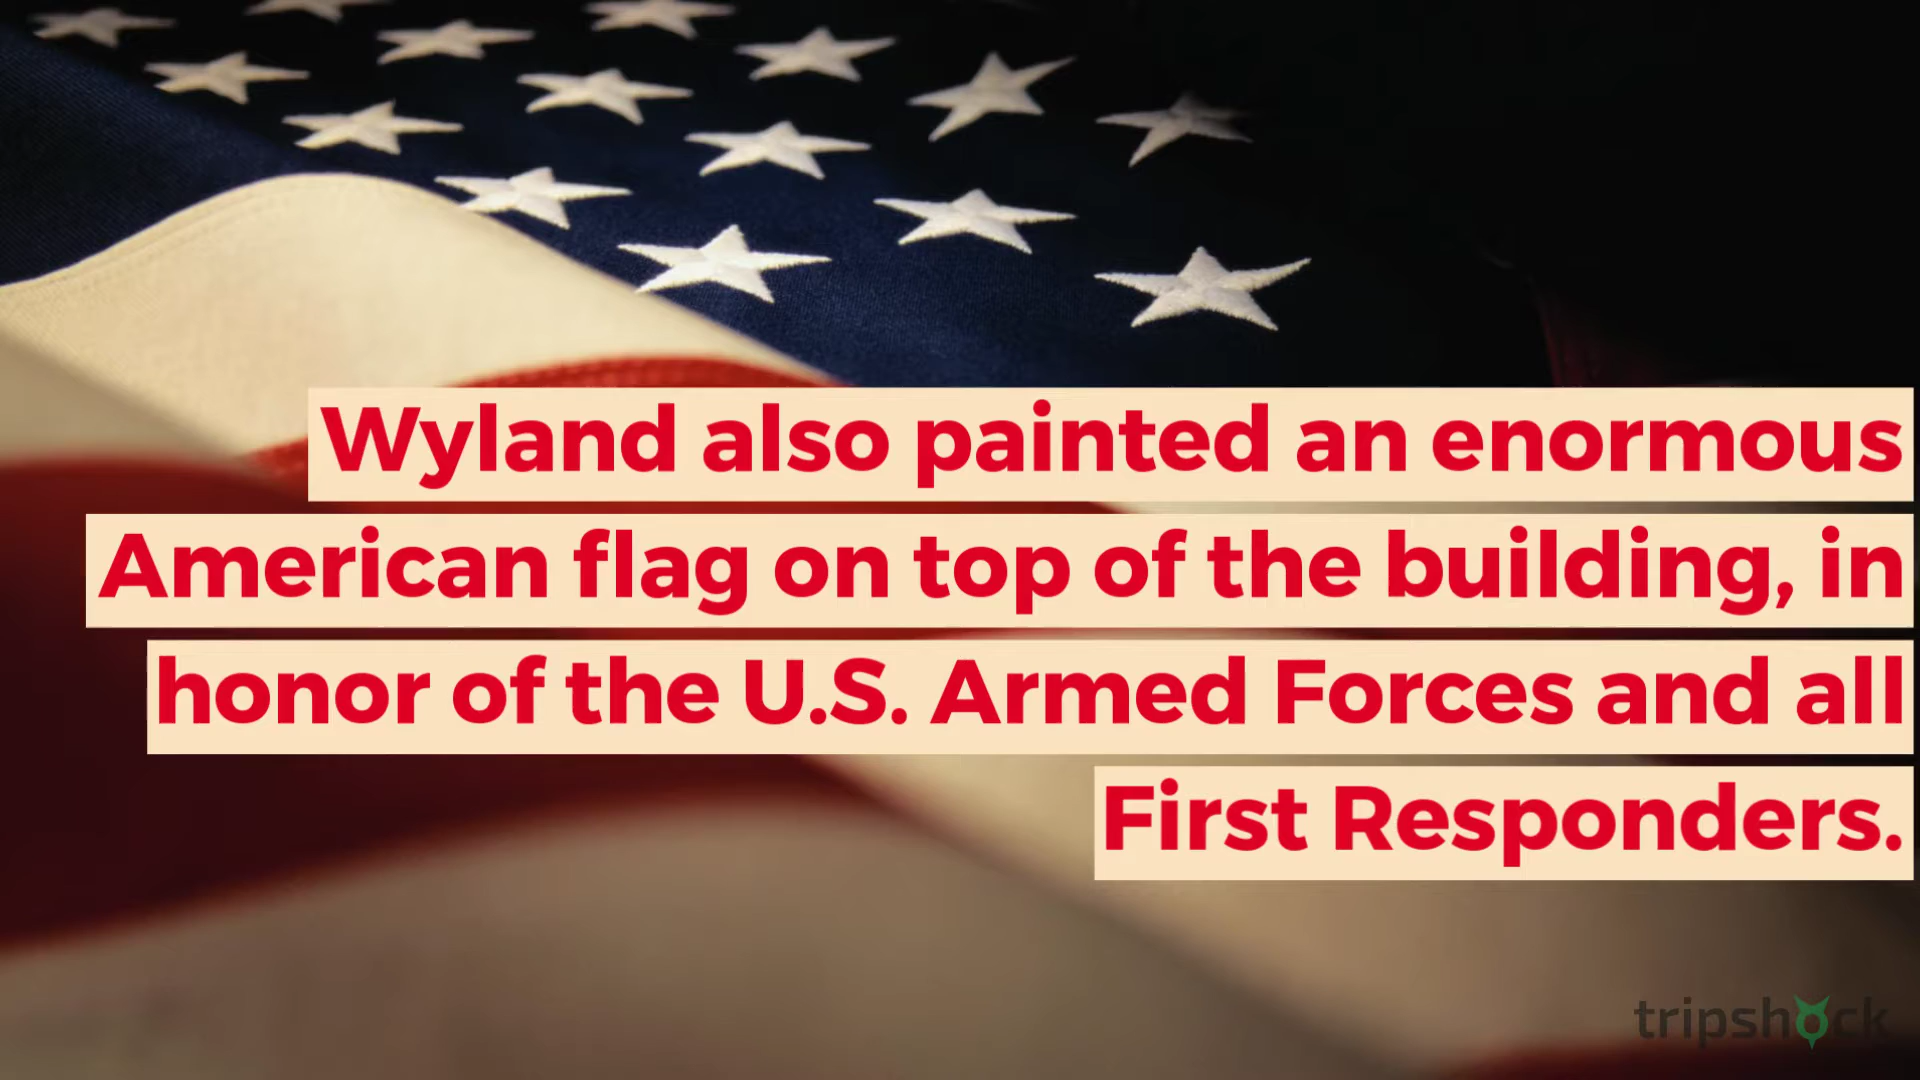 Wyland also painted an enormous
American flag on top of the building, in
honor of the U.S. Armed Forces and all
First Responders.
tripshock